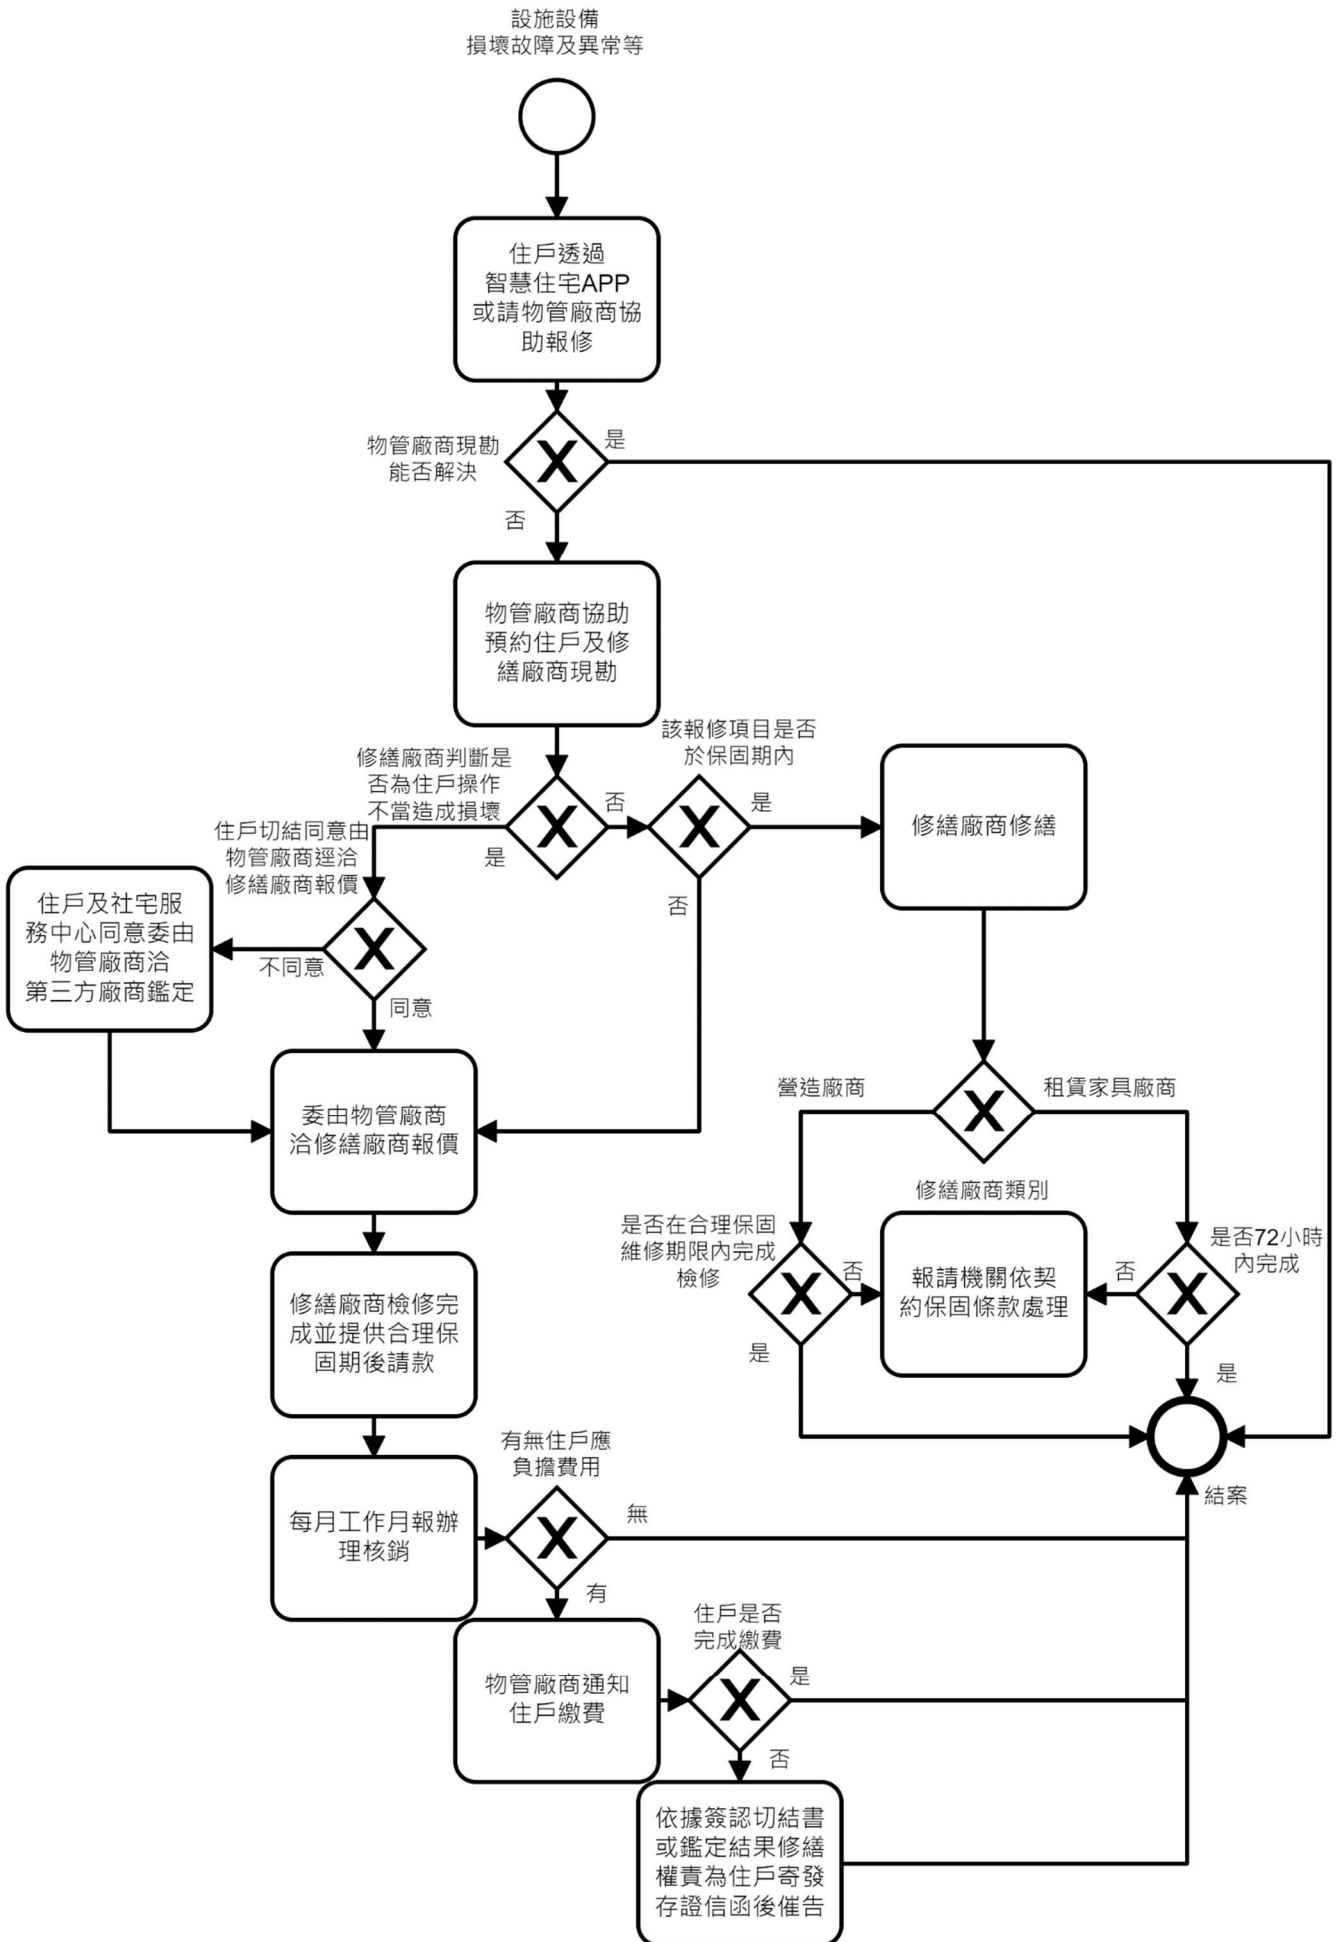 設施設備
損壞故障及異常等
住戶透過
智慧住宅APP
或請物管廠商協
助報修
物管廠商現勘
能否解決
是
否
物管廠商協助
預約住戶及修
繕廠商現勘
修繕廠商判斷是
否為住戶操作
不當造成損壞
否
是
該報修項目是否
於保固期內
是
否
修繕廠商修繕
住戶切結同意由
物管廠商逕洽
修繕廠商報價
不同意
同意
住戶及社宅服
務中心同意委由
物管廠商洽
第三方廠商鑑定
委由物管廠商
洽修繕廠商報價
營造廠商
租賃家具廠商
修繕廠商類別
是否在合理保固
維修期限內完成
檢修
否
是
報請機關依契
約保固條款處理
是否72小時
內完成
否
是
修繕廠商檢修完
成並提供合理保
固期後請款
結案
每月工作月報辦
理核銷
有無住戶應
負擔費用
無
有
物管廠商通知
住戶繳費
住戶是否
完成繳費
是
否
依據簽認切結書
或鑑定結果修繕
權責為住戶寄發
存證信函後催告